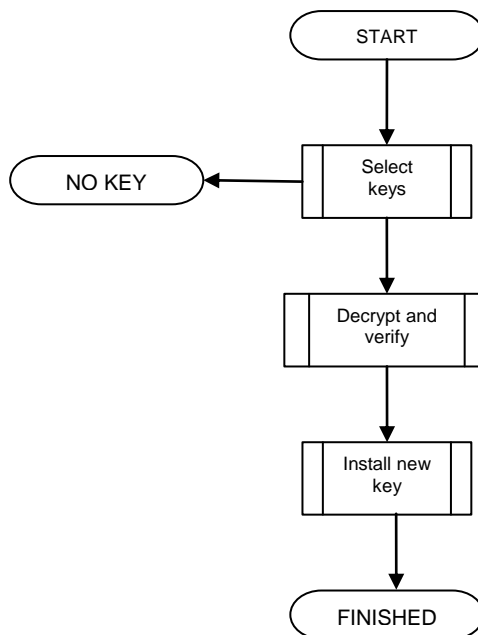 START
Select
keys
NO KEY
Decrypt and
verify
Install new
key
FINISHED